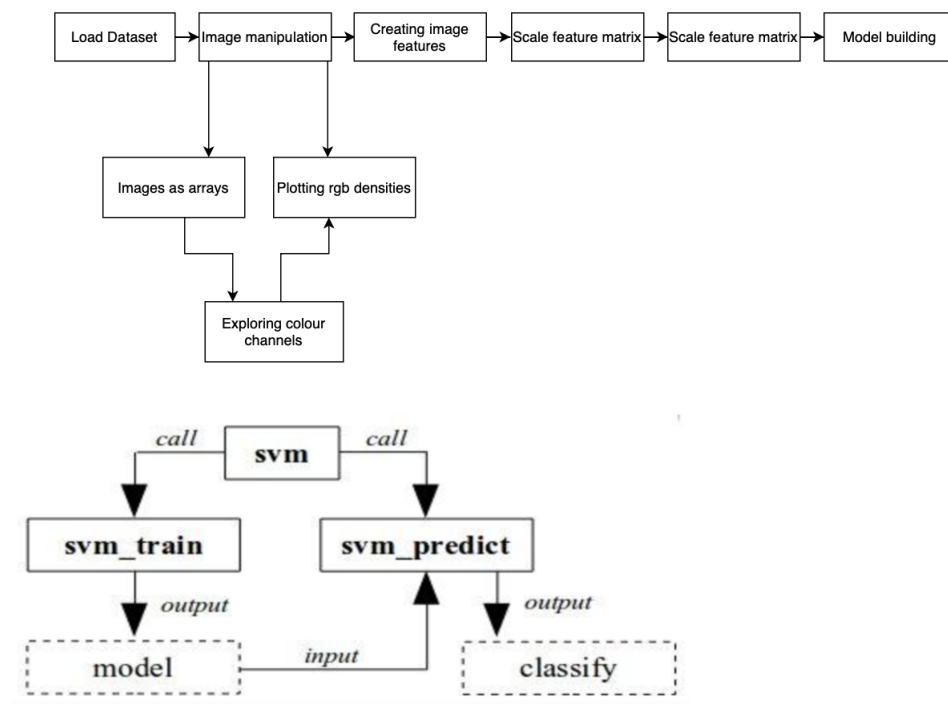 Load Dataset
Image manipulation
Creating image
features
Scale feature matrix
Scale feature matrix
Model building
Images as arrays
Plotting rgb densities
Exploring colour
channels
call
svm
call
svm_train
svm_predict
output
output
model
input
classify